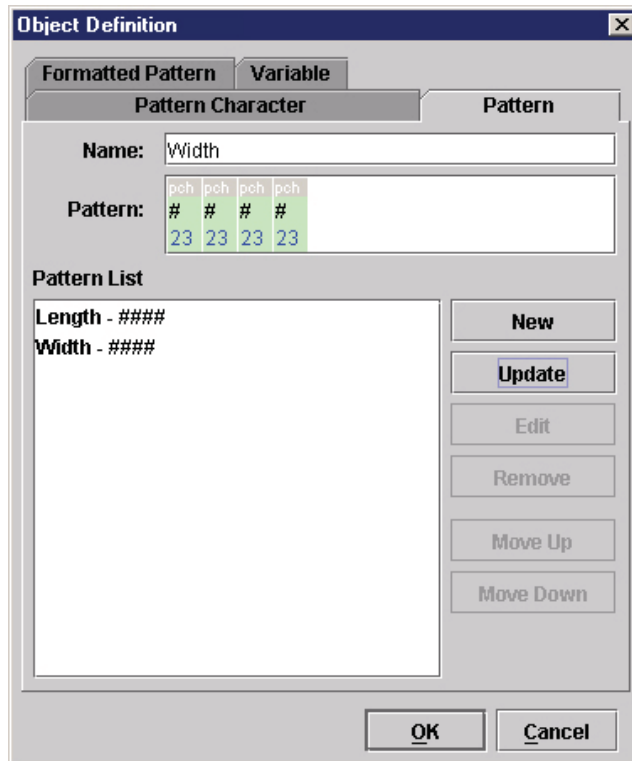 Object Definition
Formatted Pattern Variable
Pattern Character Pattern
Name: Width
pch pch pch pch
Pattern: # # # #
23 23 23 23
Pattern List
Length - ####
Width - ####
New
Update
Edit
Remove
Move Up
Move Down
OK Cancel